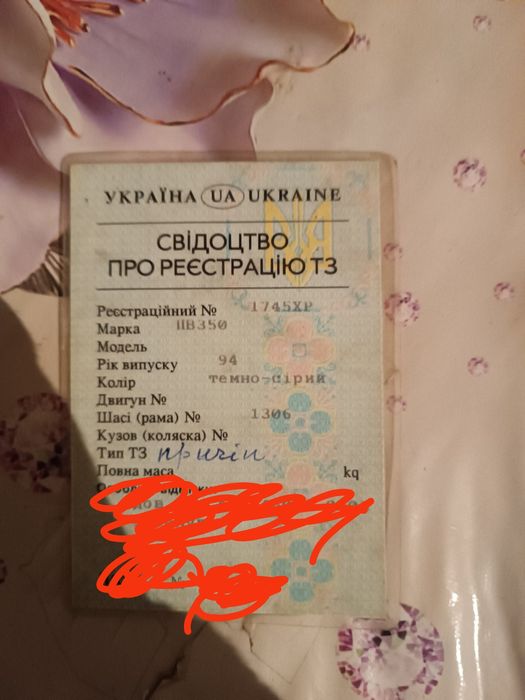 УКРАЇНА UA UKRAINE
СВІДОЦТВО
ПРО РЕЄСТРАЦІЮ ТЗ
Реєстраційний № 1745ХР
Марка ПВ350
Модель
Рік випуску 94
Колір темно-сірий
Двигун №
Шасі (рама) № 1306
Кузов (коляска) №
Тип ТЗ причіп
Повна маса kg